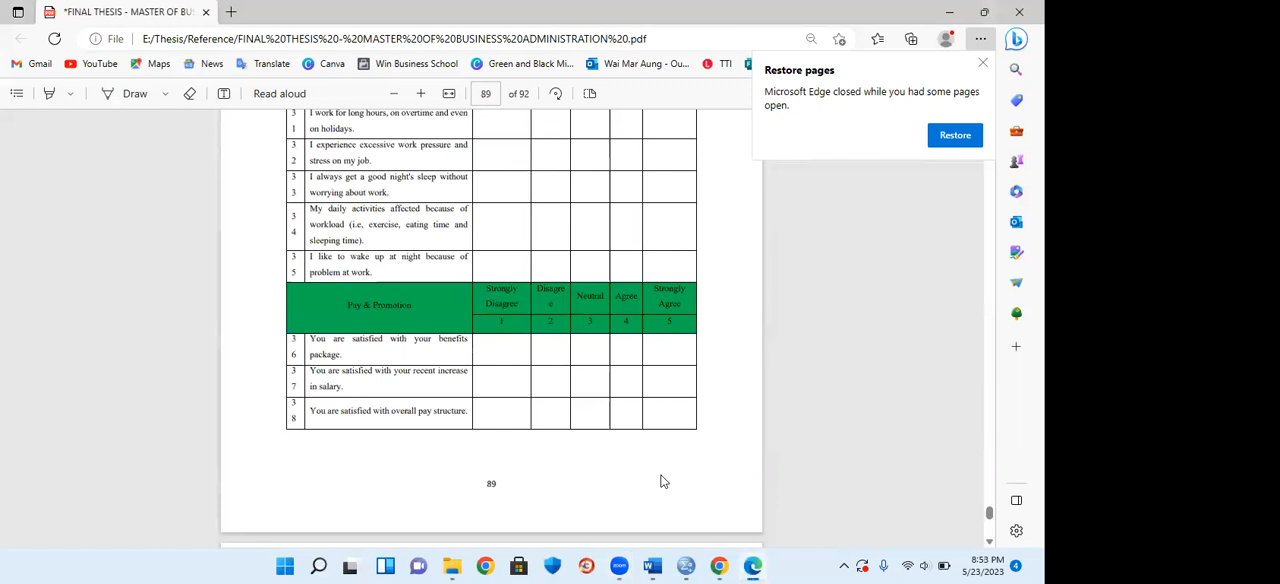 *FINAL THESIS - MASTER OF BU
File
E:/Thesis/Reference/FINAL%20THESIS%20-%20MASTER%20OF%20BUSINESS%20ADMINISTRATION%20.pdf
Gmail YouTube Maps News Translate Canva Win Business School Green and Black Mi... Wai Mar Aung - Ou... TTI
Restore pages
Microsoft Edge closed while you had some pages
open.
Restore
Draw Read aloud 89 of 92
3 I work for long hours, on overtime and even
1 on holidays.
3 I experience excessive work pressure and
2 stress on my job.
3 I always get a good night's sleep without
3 worrying about work.
3 My daily activities affected because of
4 workload (i.e, exercise, eating time and
sleeping time).
3 I like to wake up at night because of
5 problem at work.
Pay & Promotion
Strongly Disagre Neutral Agree Strongly
Disagree e Agree
1 2 3 4 5
3 You are satisfied with your benefits
6 package.
3 You are satisfied with your recent increase
7 in salary.
3 You are satisfied with overall pay structure.
8
89
zoom
8:53 PM
5/23/2023
4